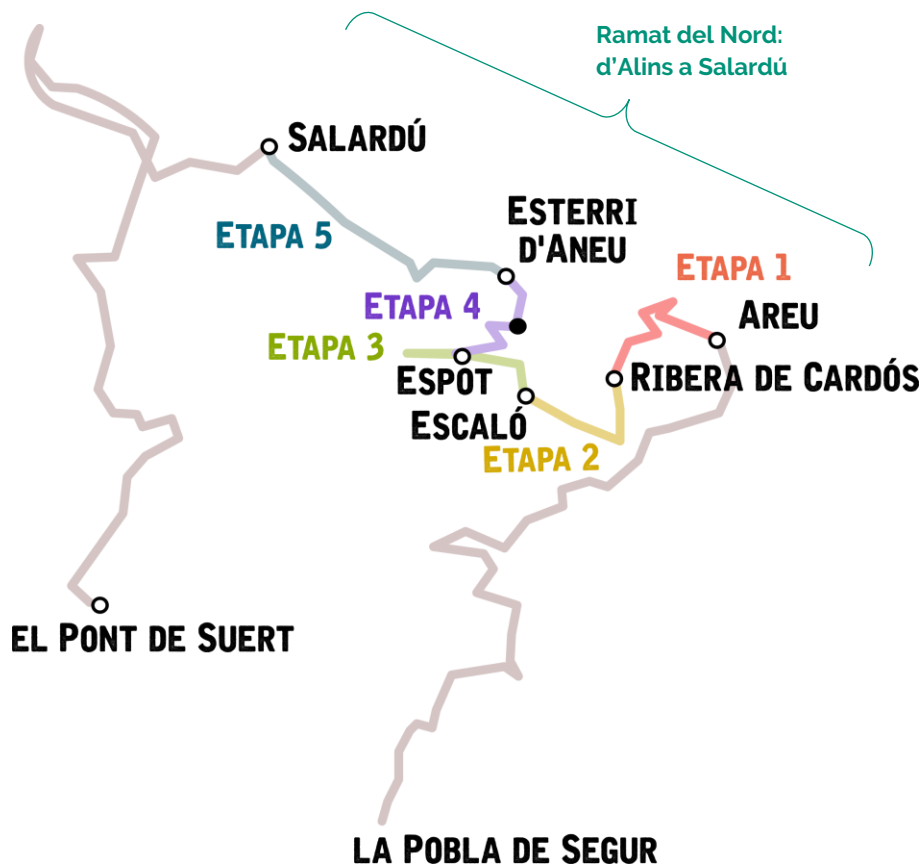 Ramat del Nord:
d'Alins a Salardú
SALARDÚ
ESTERRI
D'ANEU
ETAPA 5
ETAPA 1
ETAPA 4
AREU
ETAPA 3
ESPOT
RIBERA DE CARDÓS
ESCALÓ
ETAPA 2
EL PONT DE SUERT
LA POBLA DE SEGUR